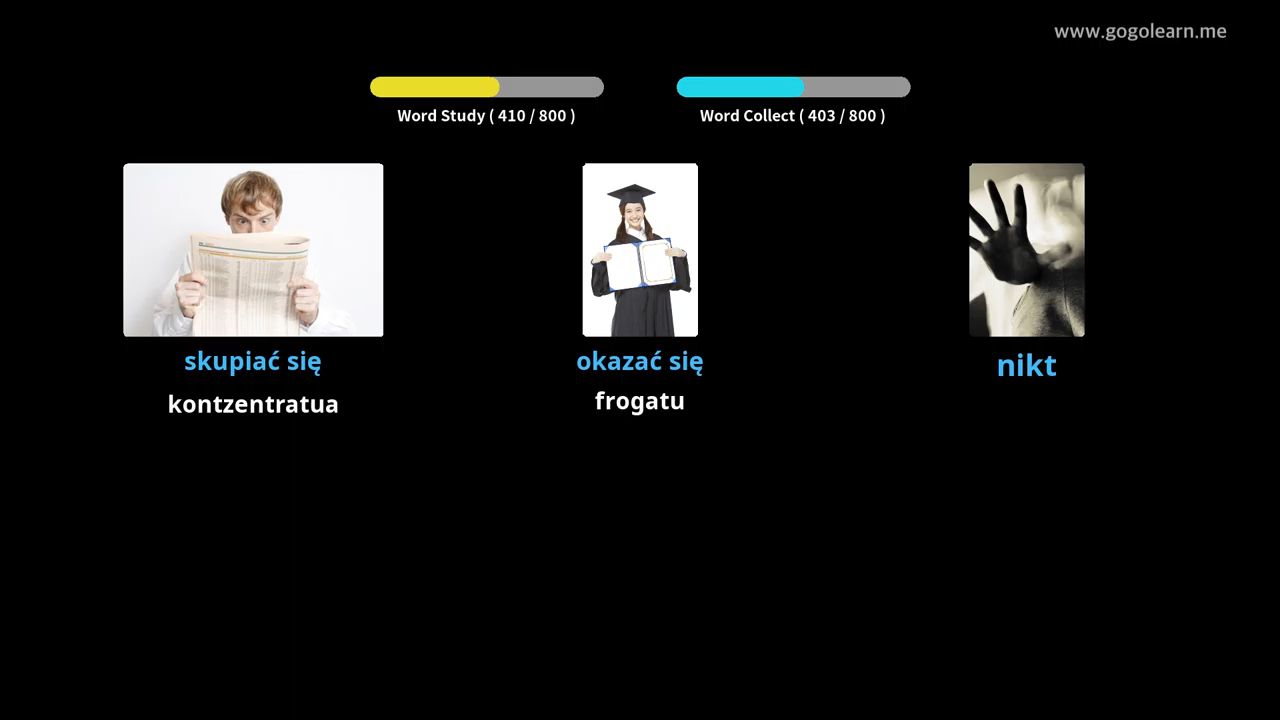 www.gogolearn.me
Word Study ( 410 / 800 )
Word Collect ( 403 / 800 )
skupiać się
kontzentratua
okazać się
frogatu
nikt